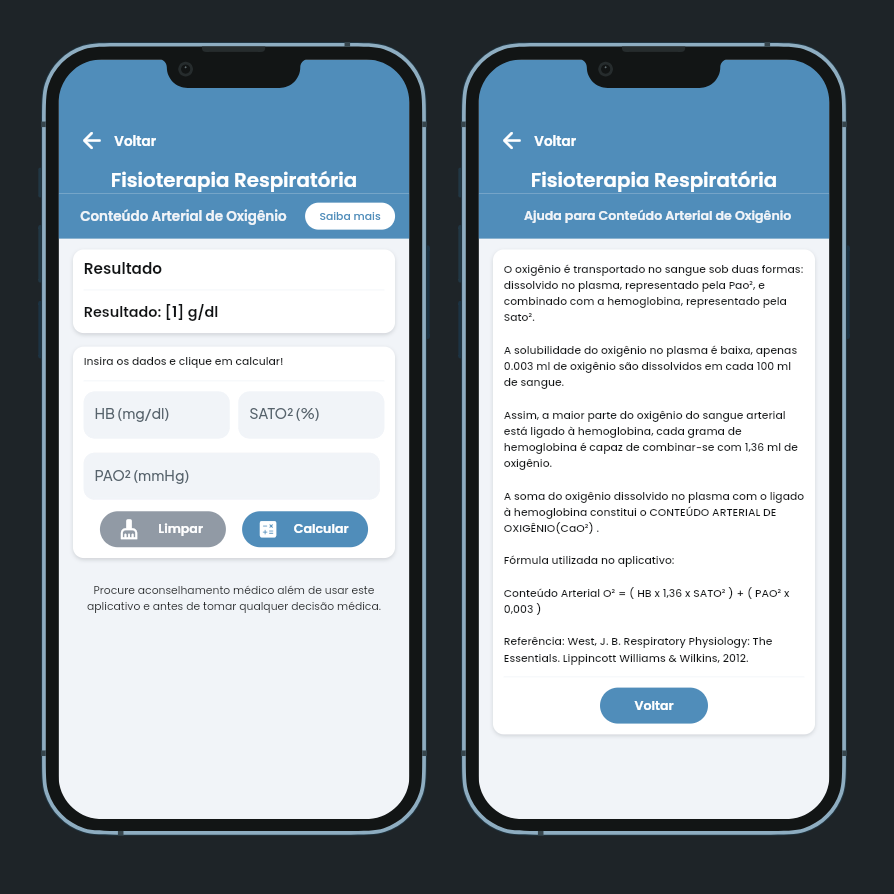 Voltar
Fisioterapia Respiratória
Conteúdo Arterial de Oxigênio
Saiba mais
Resultado
Resultado: [1] g/dl
Insira os dados e clique em calcular!
HB (mg/dl)
SATO² (%)
PAO² (mmHg)
Limpar
Calcular
Procure aconselhamento médico além de usar este
aplicativo e antes de tomar qualquer decisão médica.
Voltar
Fisioterapia Respiratória
Ajuda para Conteúdo Arterial de Oxigênio
O oxigênio é transportado no sangue sob duas formas:
dissolvido no plasma, representado pela Pao², e
combinado com a hemoglobina, representado pela
Sato².
A solubilidade do oxigênio no plasma é baixa, apenas
0.003 ml de oxigênio são dissolvidos em cada 100 ml
de sangue.
Assim, a maior parte do oxigênio do sangue arterial
está ligado à hemoglobina, cada grama de
hemoglobina é capaz de combinar-se com 1,36 ml de
oxigênio.
A soma do oxigênio dissolvido no plasma com o ligado
à hemoglobina constitui o CONTEÚDO ARTERIAL DE
OXIGÊNIO(CaO²) .
Fórmula utilizada no aplicativo:
Conteúdo Arterial O² = ( HB x 1,36 x SATO² ) + ( PAO² x
0,003 )
Referência: West, J. B. Respiratory Physiology: The
Essentials. Lippincott Williams & Wilkins, 2012.
Voltar